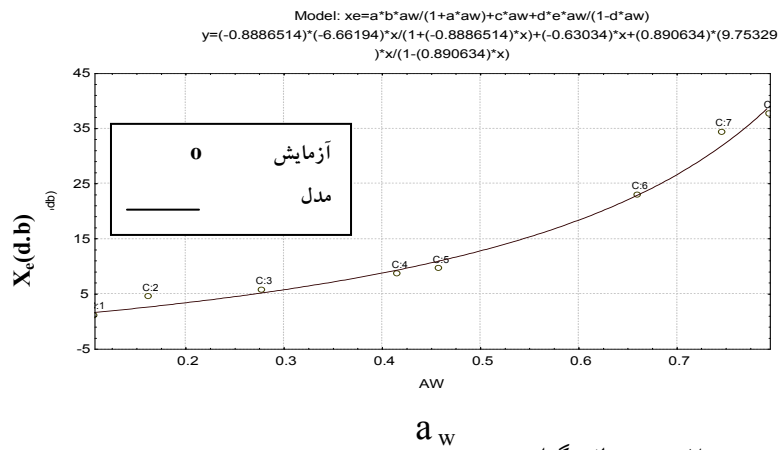 Model: xe=a*b*aw/(1+a*aw)+c*aw+d*e*aw/(1-d*aw)
y=(-0.8886514)*(-6.66194)*x/(1+(-0.8886514)*x)+(-0.63034)*x+(0.890634)*(9.75329
)*x/(1-(0.890634)*x)
45
35
25
15
5
-5
Xe(d.b)
db)
آزمایش o
مدل
C:2
C:3
C:4
C:5
C:6
C:7
0.2 0.3 0.4 0.5 0.6 0.7
AW
a w